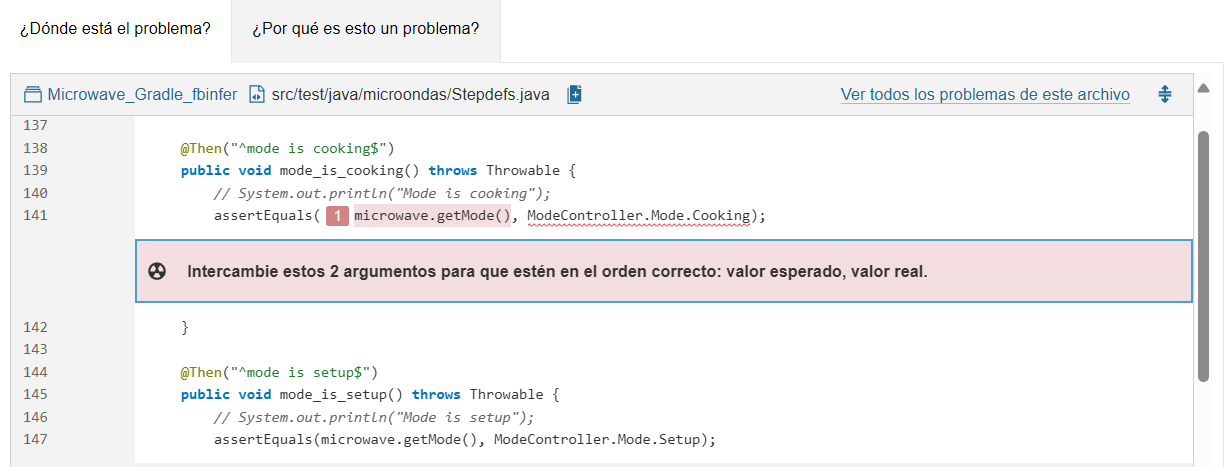 ¿Dónde está el problema? ¿Por qué es esto un problema?
Microwave_Gradle_fbinfer src/test/java/microondas/Stepdefs.java Ver todos los problemas de este archivo
137
138 @Then("^mode is cooking$")
139 public void mode_is_cooking() throws Throwable {
140 // System.out.println("Mode is cooking");
141 assertEquals( 1 microwave.getMode(), ModeController.Mode.Cooking);
Intercambie estos 2 argumentos para que estén en el orden correcto: valor esperado, valor real.
142 }
143
144 @Then("^mode is setup$")
145 public void mode_is_setup() throws Throwable {
146 // System.out.println("Mode is setup");
147 assertEquals(microwave.getMode(), ModeController.Mode.Setup);